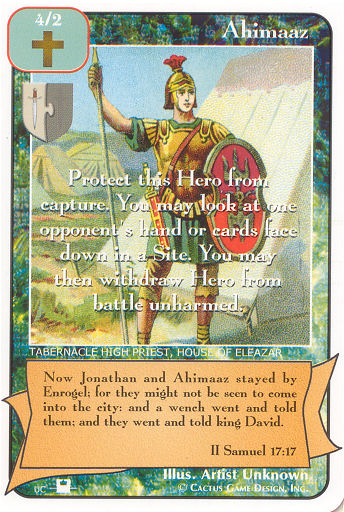 4/2
Ahimaaz
Protect this Hero from
capture. You may look at one
opponent's hand or cards face
down in a Site. You may
then withdraw Hero from
battle unharmed.
TABERNACLE HIGH PRIEST, HOUSE OF ELEAZAR
Now Jonathan and Ahimaaz stayed by
Enrogel; for they might not be seen to come
into the city: and a wench went and told
them; and they went and told king David.
II Samuel 17:17
Illus. Artist Unknown
UC
© CACTUS GAME DESIGN, INC.